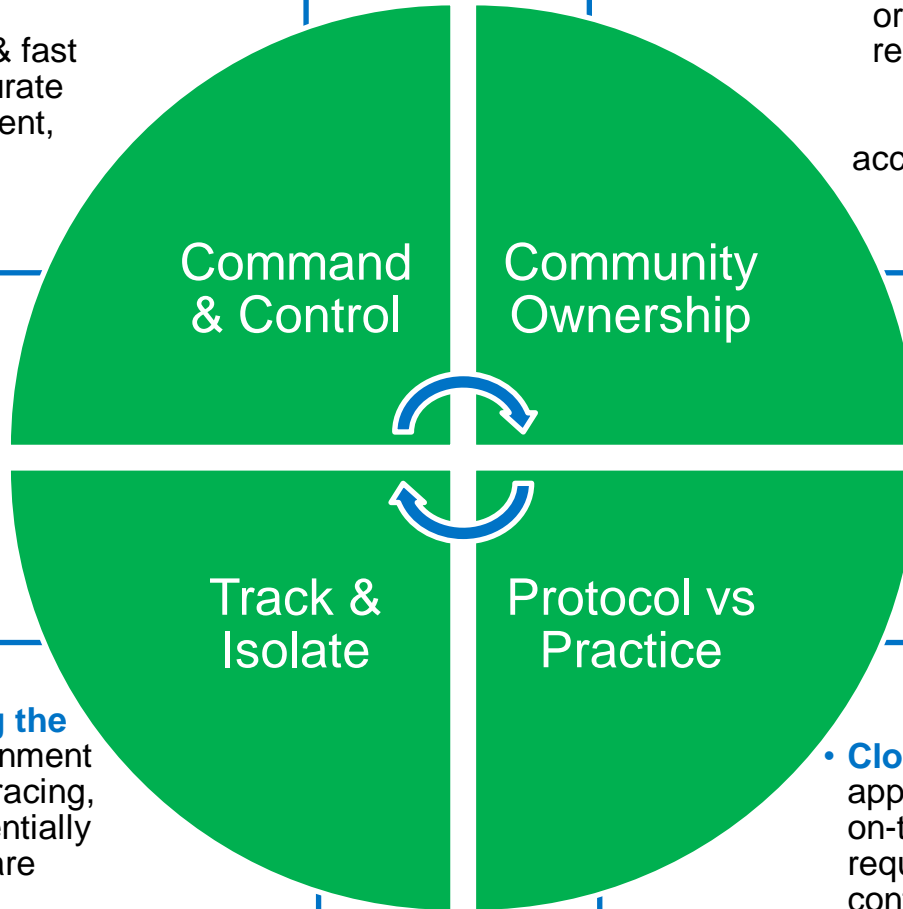 & fast
urate
ent,
or
re
acc
Command
& Control
Community
Ownership
Track &
Isolate
Protocol vs
Practice
g the
nment
racing,
entially
are
• Clo
app
on-t
requ
con